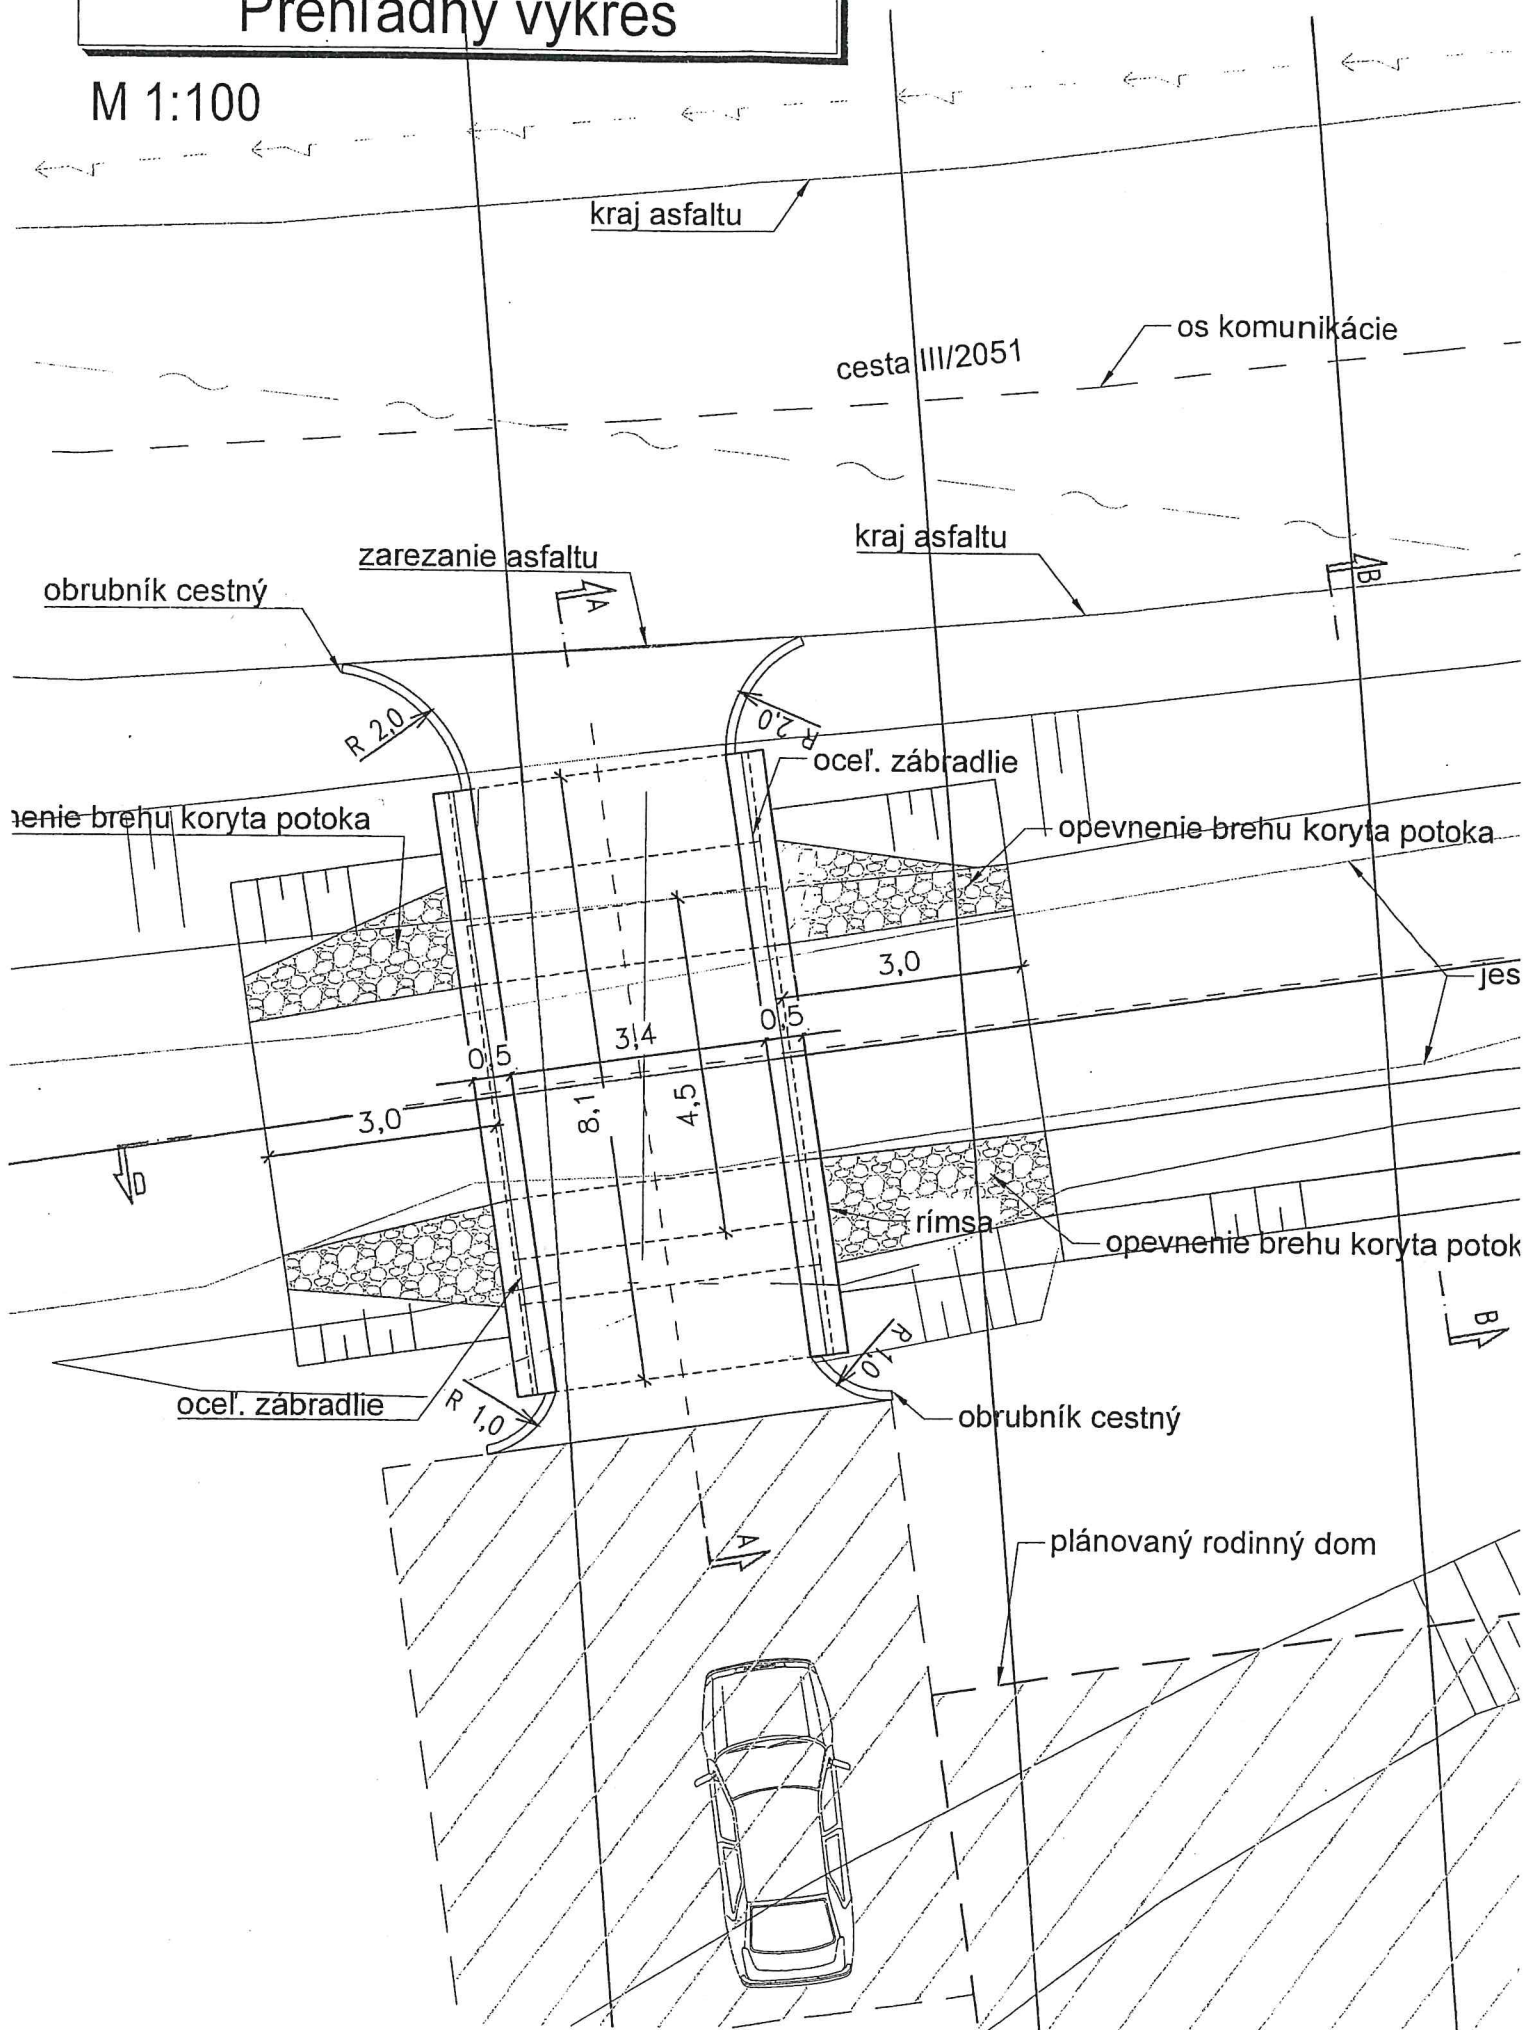 Prehľadný výkres
M 1:100
kraj asfaltu
os komunikácie
cesta III/2051
kraj asfaltu
zarezanie asfaltu
obrubník cestný
A
B
R 2,0
R 2,0
oceľ. zábradlie
nenie brehu koryta potoka
opevnenie brehu koryta potoka
3,0
jes
0,5
3,4
0,5
8,1
4,5
3,0
D
rímsa
opevnenie brehu koryta potok
B
R 1,0
oceľ. zábradlie
R 1,0
obrubník cestný
A
plánovaný rodinný dom